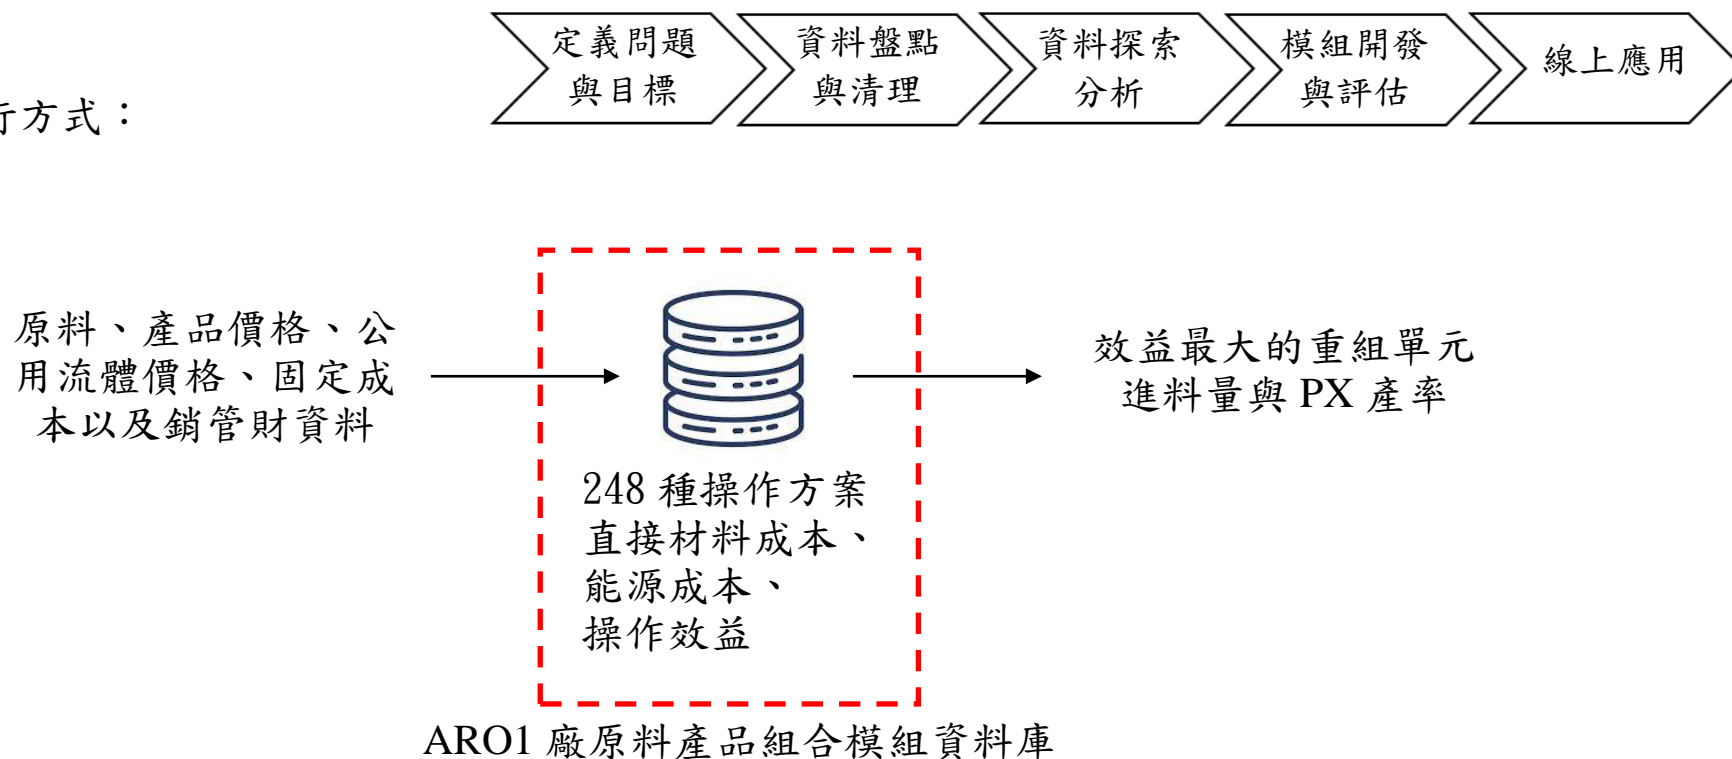 定義問題
與目標
資料盤點
與清理
資料探索
分析
模組開發
與評估
線上應用
行方式：
原料、產品價格、公
用流體價格、固定成
本以及銷管財資料
248 種操作方案
直接材料成本、
能源成本、
操作效益
效益最大的重組單元
進料量與 PX 產率
ARO1 廠原料產品組合模組資料庫